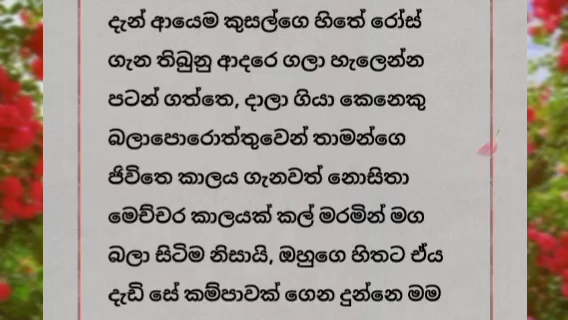 දැන් ආයෙම කුසල්ගෙ හිතේ රෝස්
ගැන තිබුනු ආදරෙ ගලා හැලෙන්න
පටන් ගත්තෙ, දාලා ගියා කෙනෙකු
බලාපොරොත්තුවෙන් තාමන්ගෙ
ජිවිතෙ කාලය ගැනවත් නොසිතා
මෙච්චර කාලයක් කල් මරමින් මග
බලා සිටිම නිසායි, ඔහුගෙ හිතට ඒය
දැඩි සේ කම්පාවක් ගෙන දුන්නෙ මම